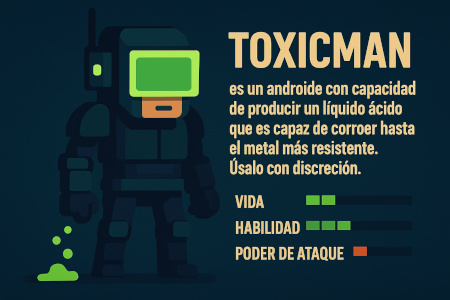 TOXICMAN
es un androide con capacidad
de producir un líquido ácido
que es capaz de corroer hasta
el metal más resistente.
Úsalo con discreción.
VIDA
HABILIDAD
PODER DE ATAQUE